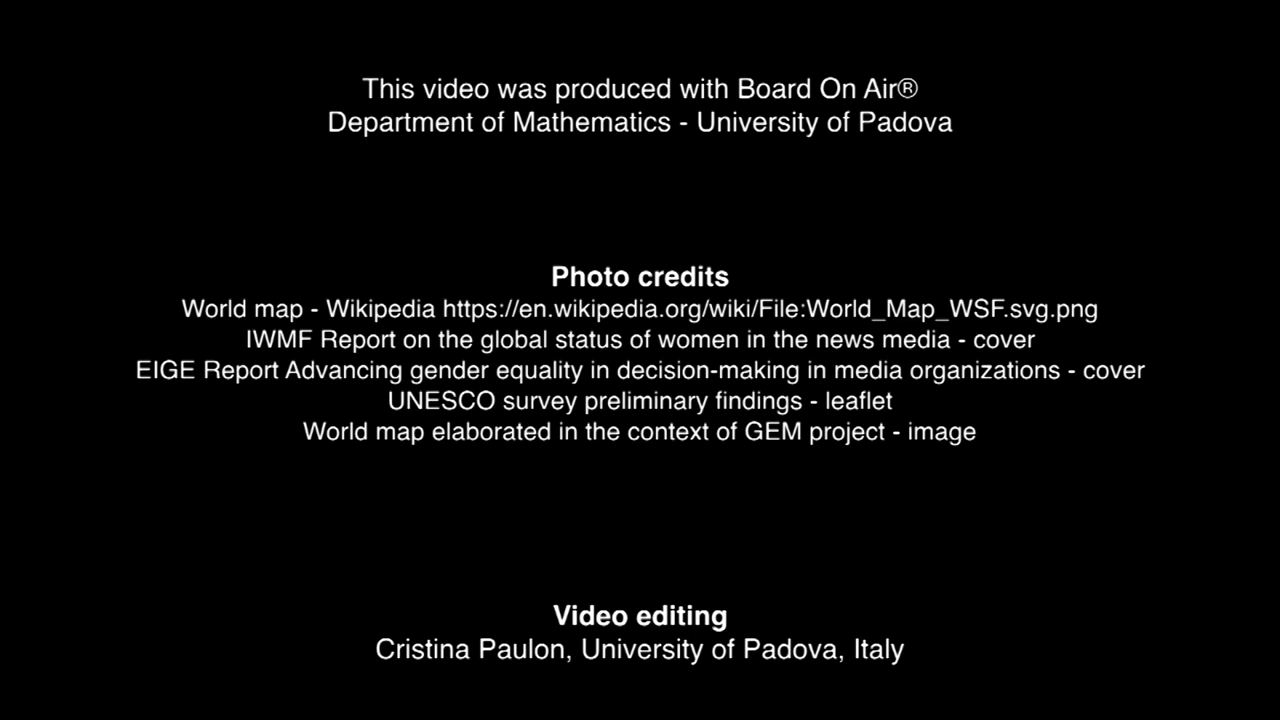 This video was produced with Board On Air®
Department of Mathematics - University of Padova
Photo credits
World map - Wikipedia https://en.wikipedia.org/wiki/File:World_Map_WSF.svg.png
IWMF Report on the global status of women in the news media - cover
EIGE Report Advancing gender equality in decision-making in media organizations - cover
UNESCO survey preliminary findings - leaflet
World map elaborated in the context of GEM project - image
Video editing
Cristina Paulon, University of Padova, Italy